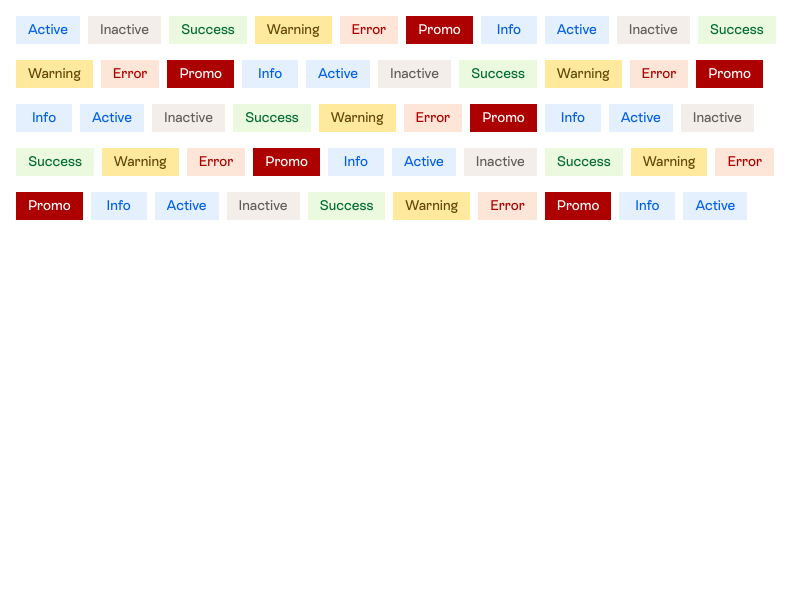 Active Inactive Success Warning Error Promo Info Active Inactive Success
Warning Error Promo Info Active Inactive Success Warning Error Promo
Info Active Inactive Success Warning Error Promo Info Active Inactive
Success Warning Error Promo Info Active Inactive Success Warning Error
Promo Info Active Inactive Success Warning Error Promo Info Active